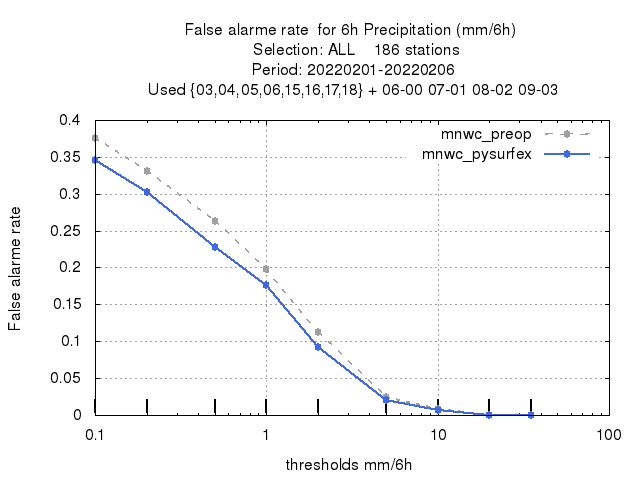 False alarme rate  for 6h Precipitation (mm/6h)
Selection: ALL    186 stations
Period: 20220201-20220206
Used {03,04,05,06,15,16,17,18} + 06-00 07-01 08-02 09-03
mnwc_preop
mnwc_pysurfex
0.4
0.35
0.3
0.25
0.2
0.15
0.1
0.05
0
False alarme rate
0.1 1 10 100
thresholds mm/6h